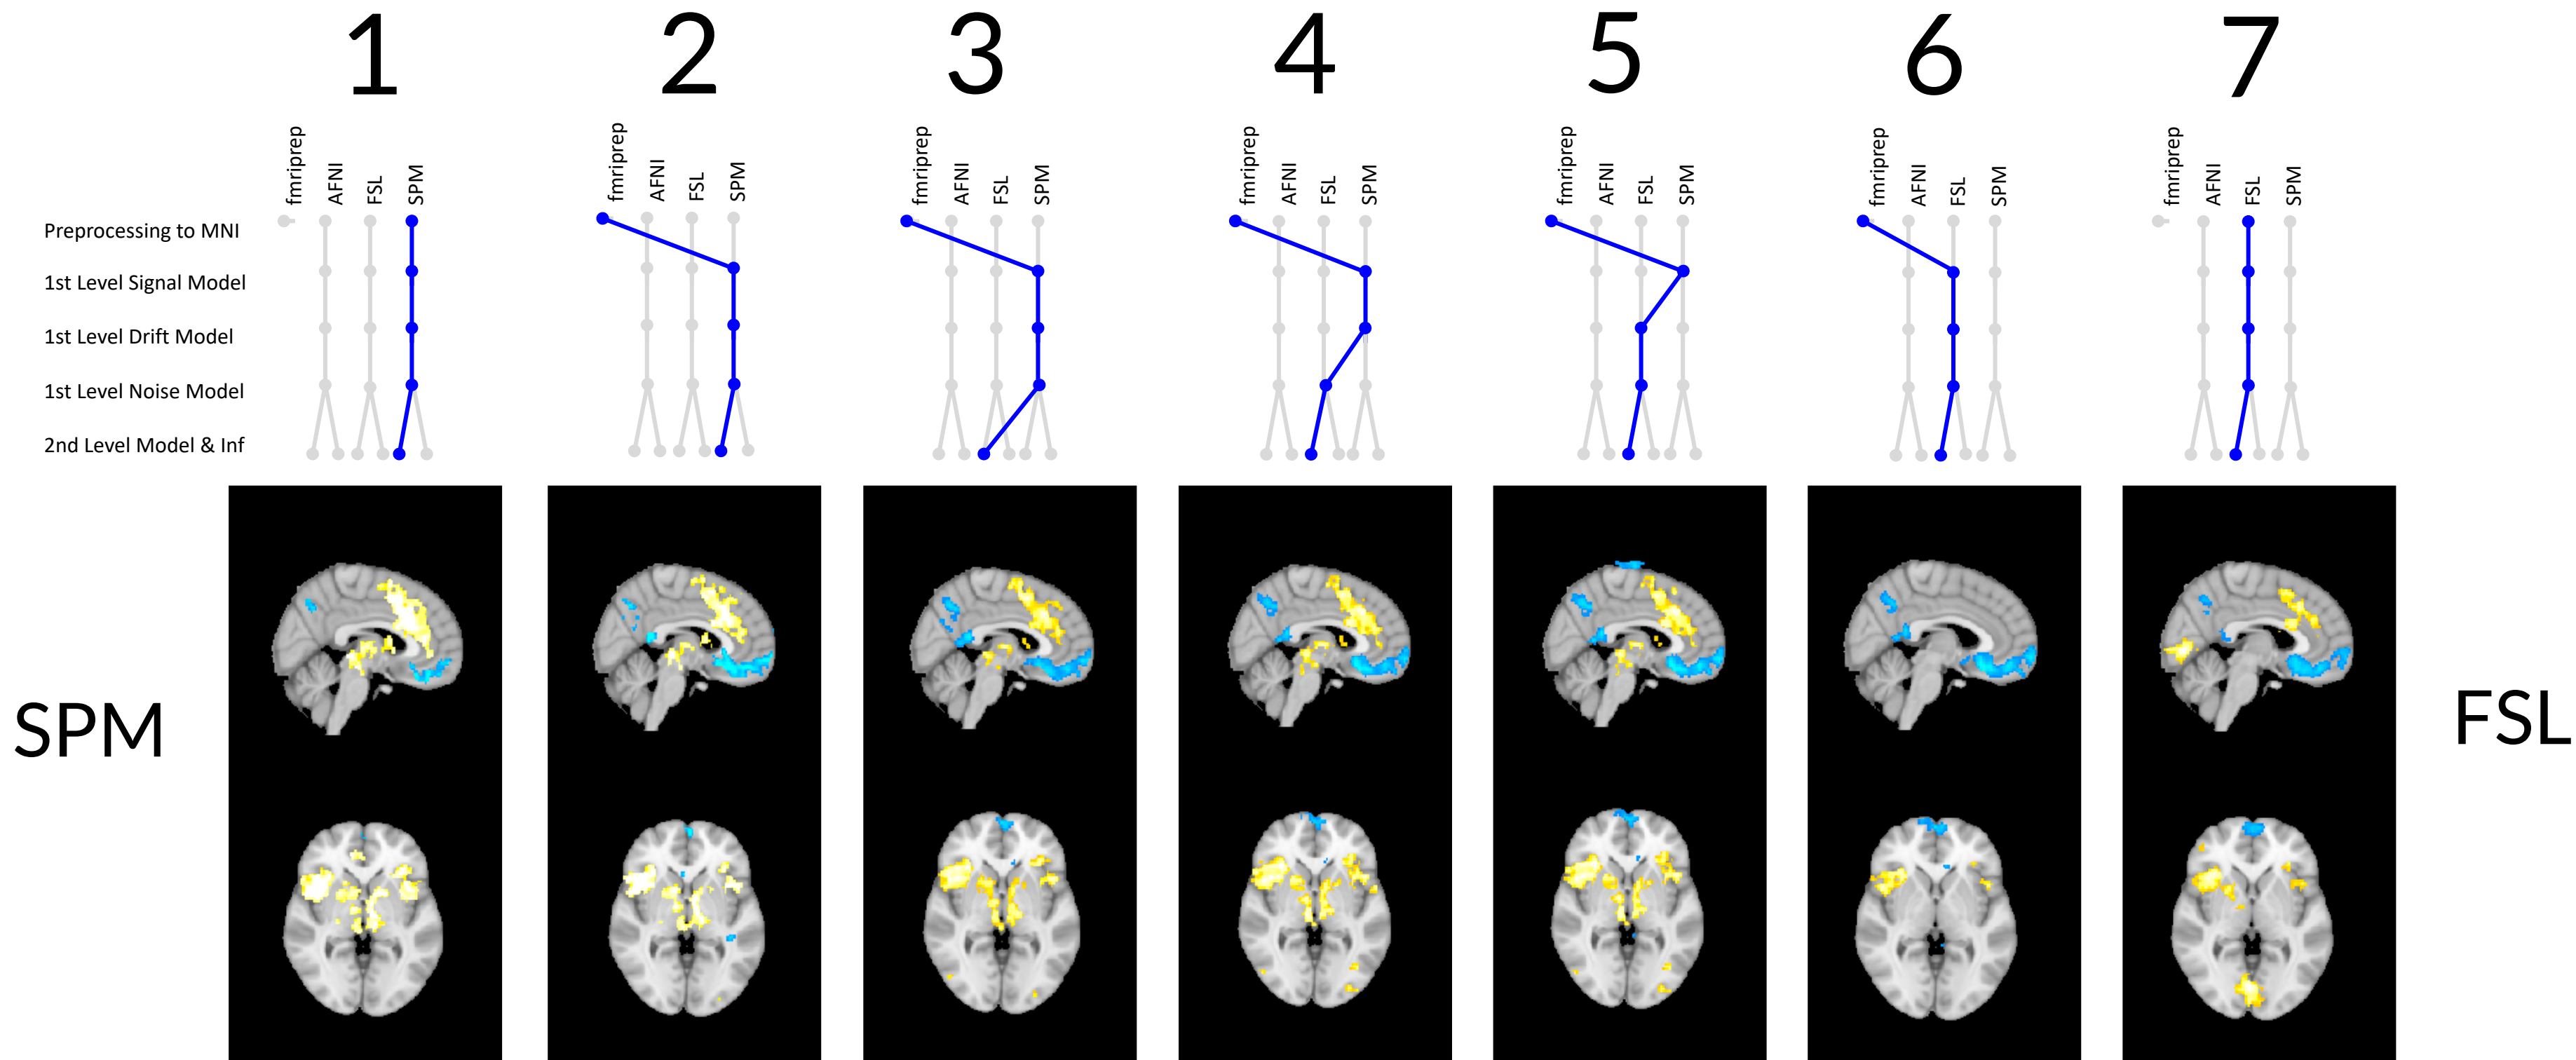 1 2 3 4 5 6 7
fmriprep AFNI FSL SPM fmriprep AFNI FSL SPM fmriprep AFNI FSL SPM fmriprep AFNI FSL SPM fmriprep AFNI FSL SPM fmriprep AFNI FSL SPM fmriprep AFNI FSL SPM
Preprocessing to MNI
1st Level Signal Model
1st Level Drift Model
1st Level Noise Model
2nd Level Model & Inf
SPM
FSL